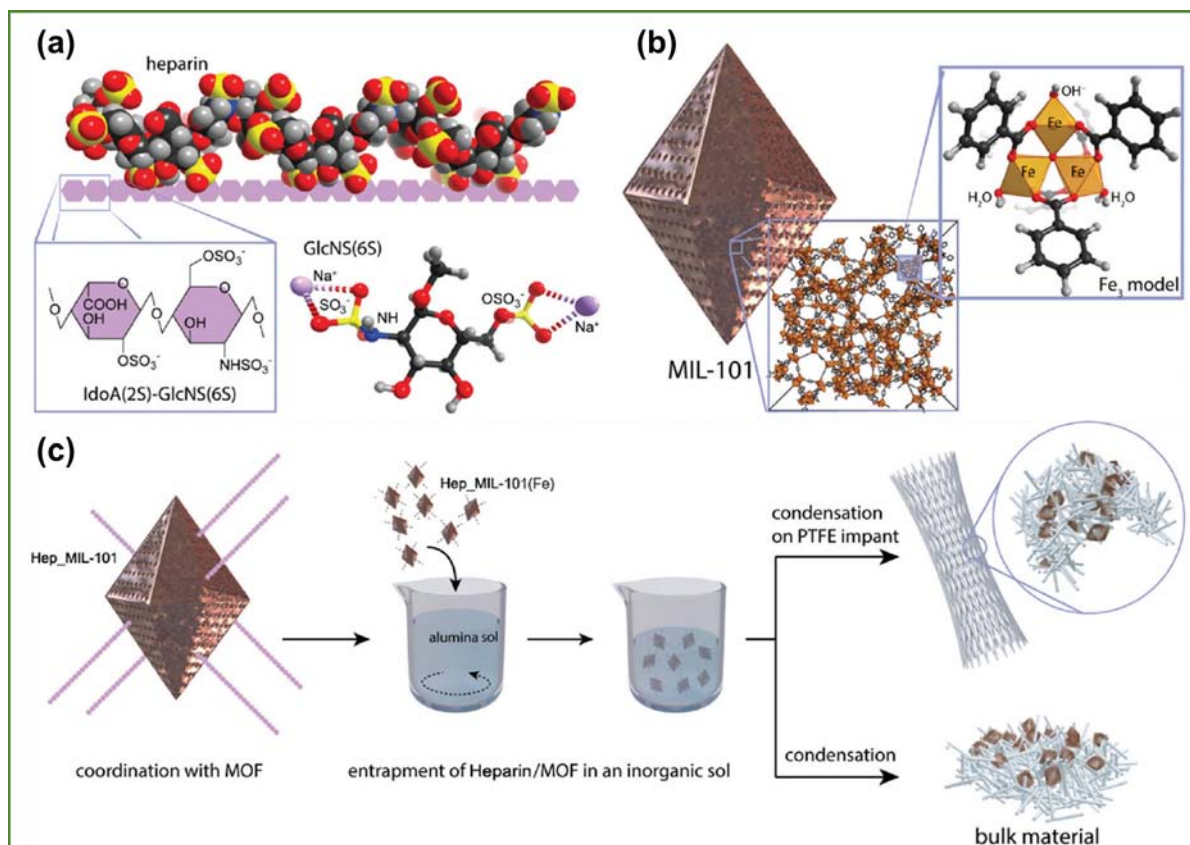 (a)
heparin
GlcNS(6S)
Na⁺
SO₃⁻
NH
OSO₃⁻
Na⁺
OSO₃⁻
O
O
COOOH
OH
O
O
O
OH
OSO₃⁻
NHSO₃⁻
IdoA(2S)-GlcNS(6S)
(b)
MIL-101
OH⁻
Fe
Fe
Fe
H₂O
H₂O
Fe₃ model
(c)
Hep_MIL-101
coordination with MOF
Hep_MIL-101(Fe)
alumina sol
entrapment of Heparin/MOF in an inorganic sol
condensation
on PTFE impant
condensation
bulk material